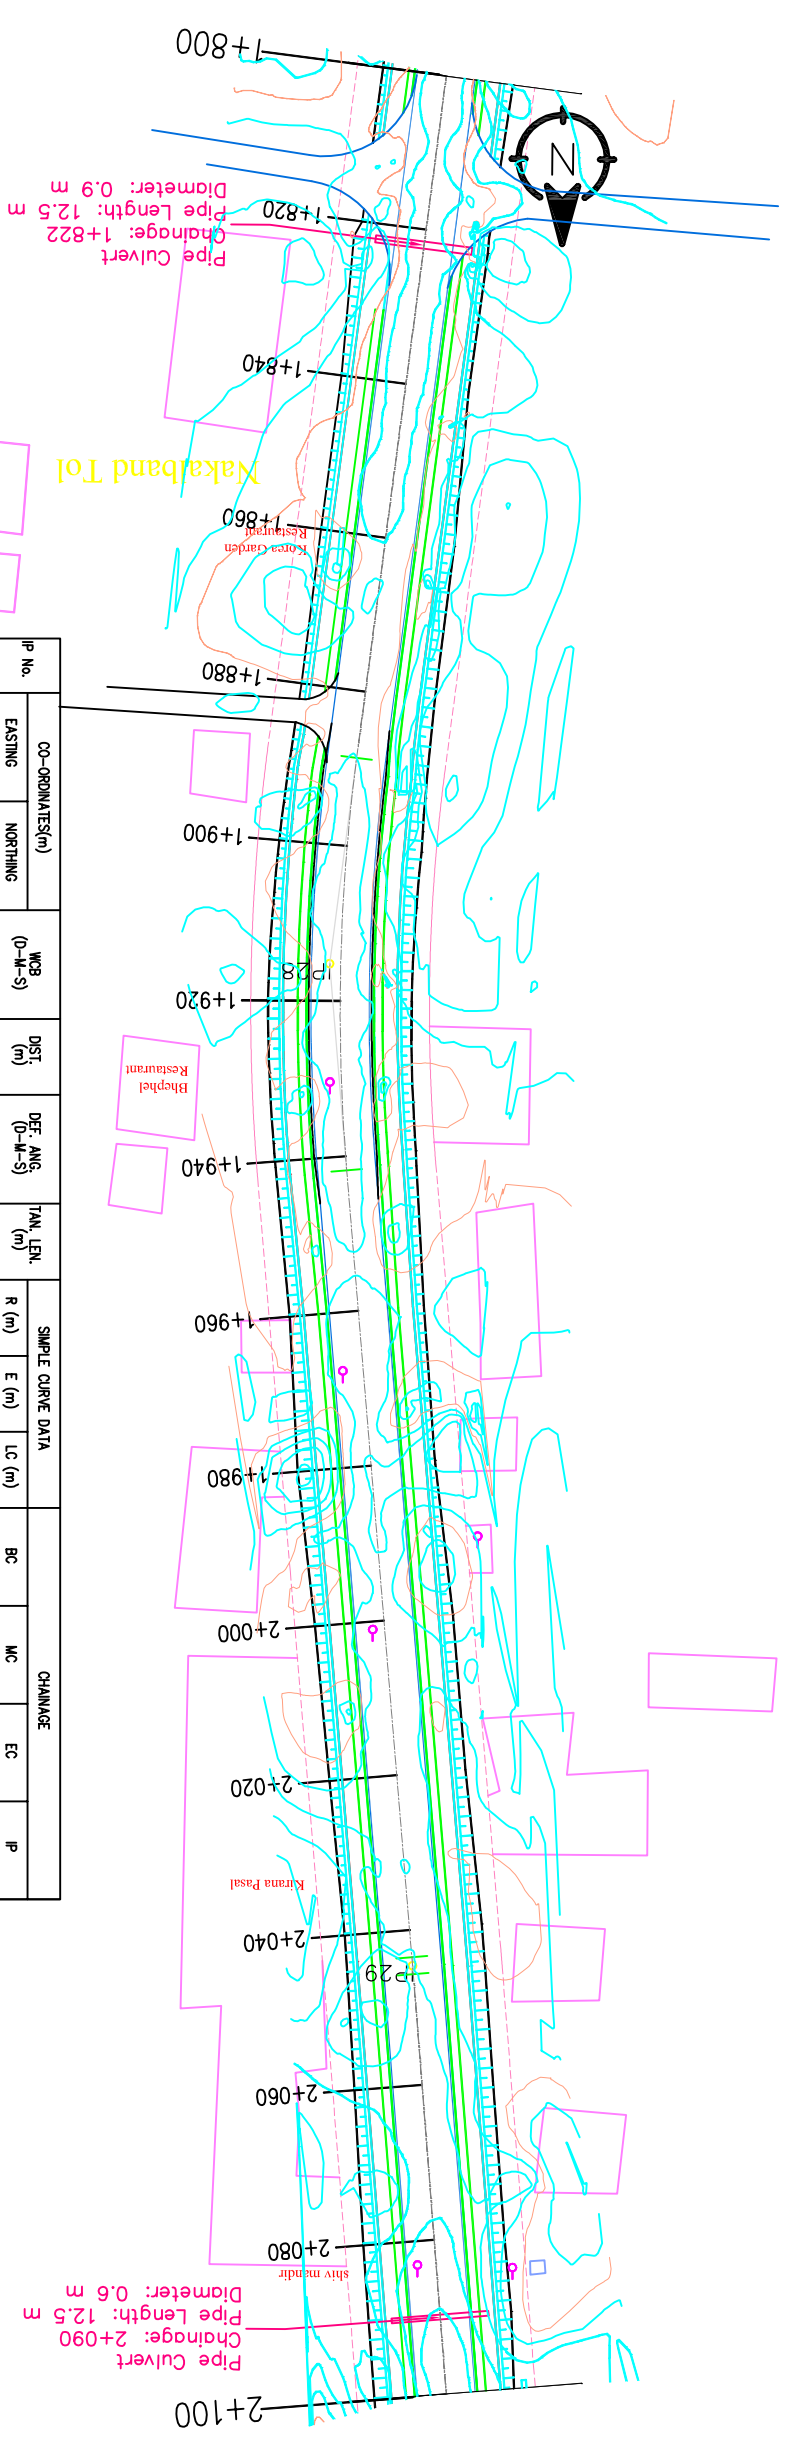 1+800
N
Pipe Culvert
Chainage: 1+822
Pipe Length: 12.5 m
Diameter: 0.9 m
1+820
1+840
Nakalband Tol
1+860
Korea Garden
Restaurant
1+880
1+900
IP28
1+920
Bhephel
Restaurant
1+940
1+960
1+980
2+000
2+020
Kirana Pasal
2+040
IP29
2+060
2+080
shiv mandir
Pipe Culvert
Chainage: 2+090
Pipe Length: 12.5 m
Diameter: 0.6 m
2+100
IP No.
CO-ORDINATES(m)
EASTING
NORTHING
WCB
(D-M-S)
DIST.
(m)
DEF. ANG.
(D-M-S)
TAN. LEN.
(m)
SIMPLE CURVE DATA
R (m)
E (m)
LC (m)
CHAINAGE
BC
MC
EC
IP